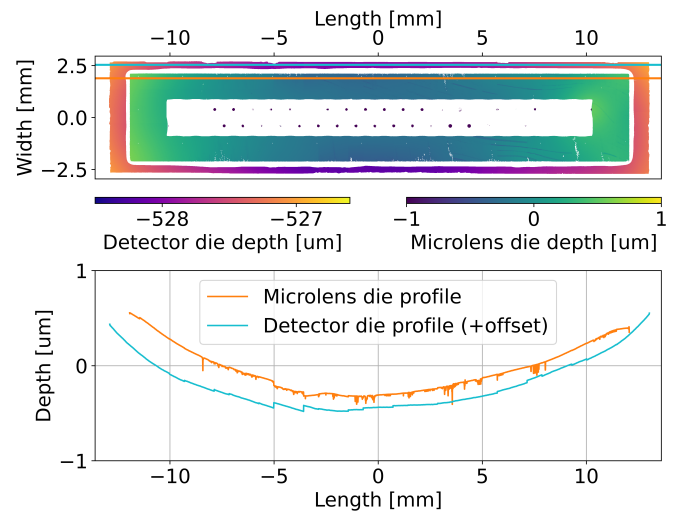 Length [mm]
−10 −5 0 5 10
2.5
0.0
−2.5
Width [mm]
−528 −527
Detector die depth [um]
−1 0 1
Microlens die depth [um]
1
0
−1
Depth [um]
Microlens die profile
Detector die profile (+offset)
−10 −5 0 5 10
Length [mm]